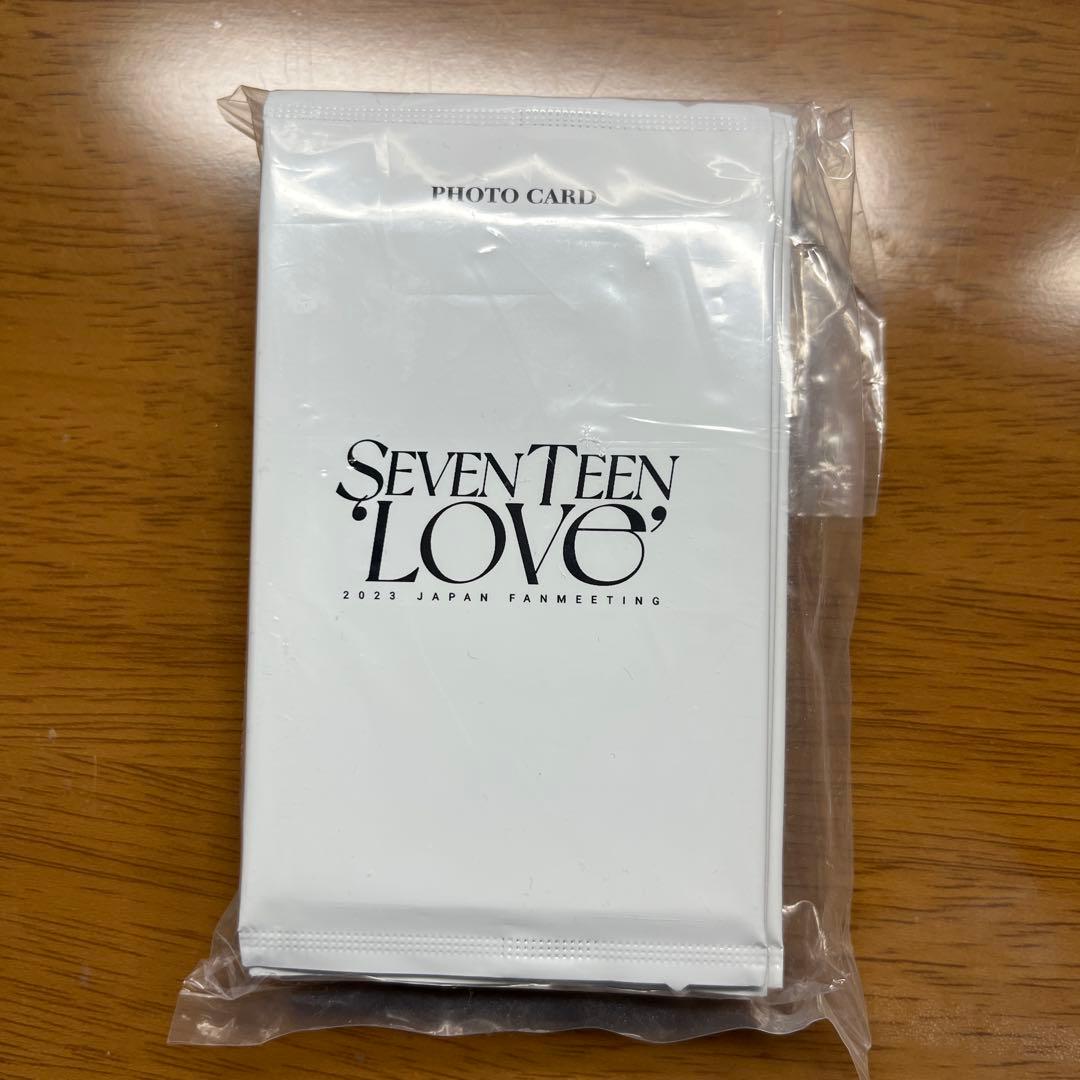 PHOTO CARD
SEVENTEEN
‘LOVe’
2023 JAPAN FANMEETING